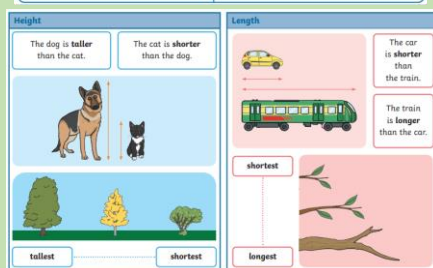 Height
The dog is taller
than the cat.
The cat is shorter
than the dog.
tallest
shortest
Length
The car
is shorter
than
the train.
The train
is longer
than the car.
shortest
longest